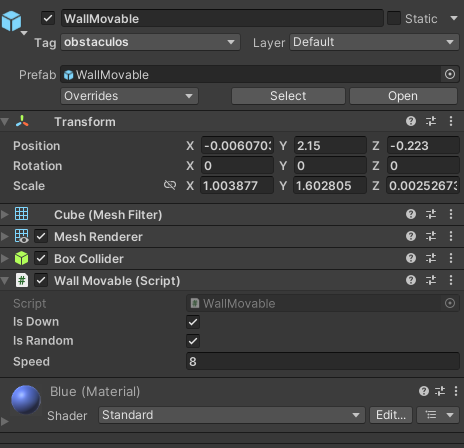 WallMovable Static
Tag obstaculos Layer Default
Prefab WallMovable
Overrides Select Open
Transform
Position X -0.0060703 Y 2.15 Z -0.223
Rotation X 0 Y 0 Z 0
Scale X 1.003877 Y 1.602805 Z 0.00252673
Cube (Mesh Filter)
Mesh Renderer
Box Collider
# Wall Movable (Script)
Script # WallMovable
Is Down
Is Random
Speed 8
Blue (Material)
Shader Standard Edit...